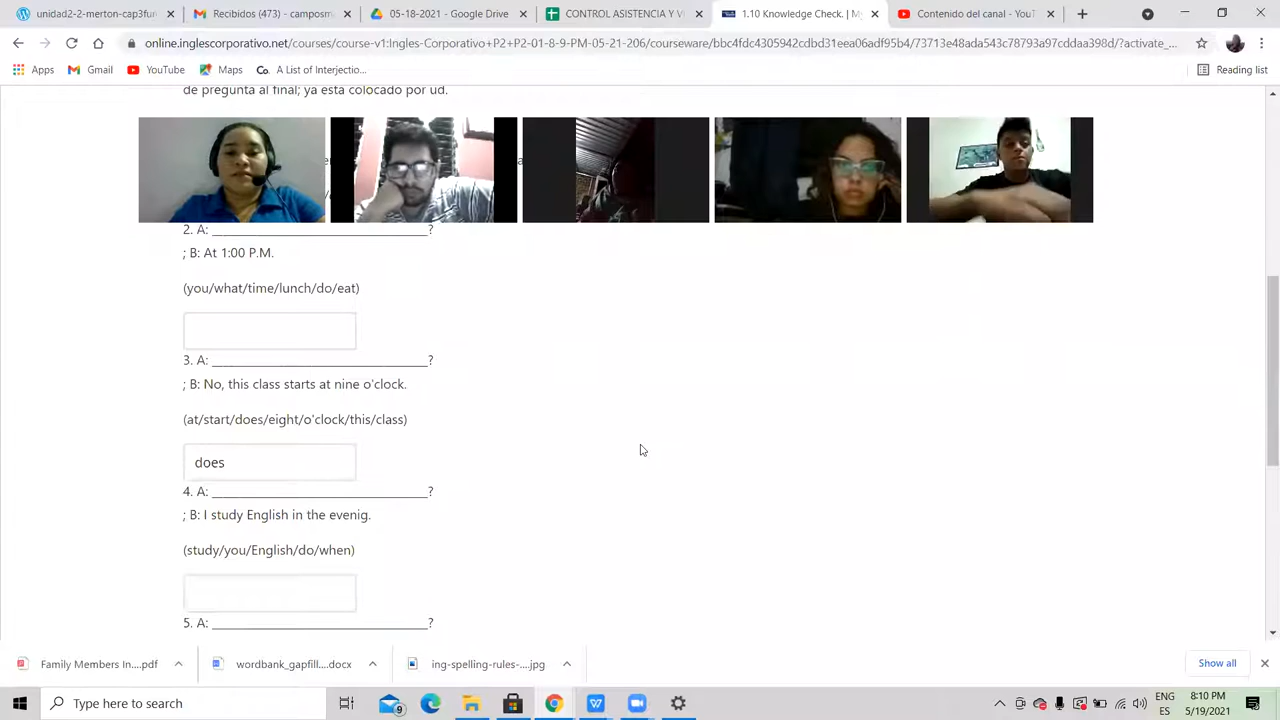 unidad2-2-merton-cap3fu
Recibidos (473) - camposm
05-18-2021 - Google Drive
CONTROL ASISTENCIA Y V
1.10 Knowledge Check. | My
Contenido del canal - YouT
online.inglescorporativo.net/courses/course-v1:Ingles-Corporativo+P2+P2-01-8-9-PM-05-21-206/courseware/bbc4fdc4305942cdbd31eea06adf95b4/73713e48ada543c78793a97cddaa398d/?activate_...
Apps
Gmail
YouTube
Maps
Co. A List of Interjectio...
Reading list
de pregunta al final; ya esta colocado por ud.
2. A: ______________________________?
; B: At 1:00 P.M.
(you/what/time/lunch/do/eat)
3. A: ______________________________?
; B: No, this class starts at nine o'clock.
(at/start/does/eight/o'clock/this/class)
does
4. A: ______________________________?
; B: I study English in the evenig.
(study/you/English/do/when)
5. A: ______________________________?
Family Members In....pdf
wordbank_gapfill....docx
ing-spelling-rules-....jpg
Show all
Type here to search
9
ENG
ES
8:10 PM
5/19/2021